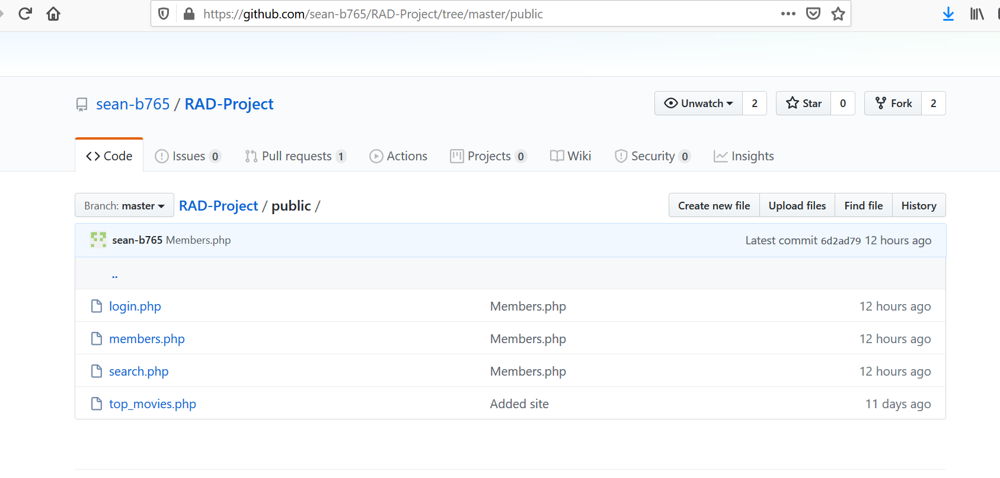 https://github.com/sean-b765/RAD-Project/tree/master/public
sean-b765 / RAD-Project
Unwatch 2 Star 0 Fork 2
Code Issues 0 Pull requests 1 Actions Projects 0 Wiki Security 0 Insights
Branch: master RAD-Project / public / Create new file Upload files Find file History
sean-b765 Members.php Latest commit 6d2ad79 12 hours ago
..
login.php Members.php 12 hours ago
members.php Members.php 12 hours ago
search.php Members.php 12 hours ago
top_movies.php Added site 11 days ago